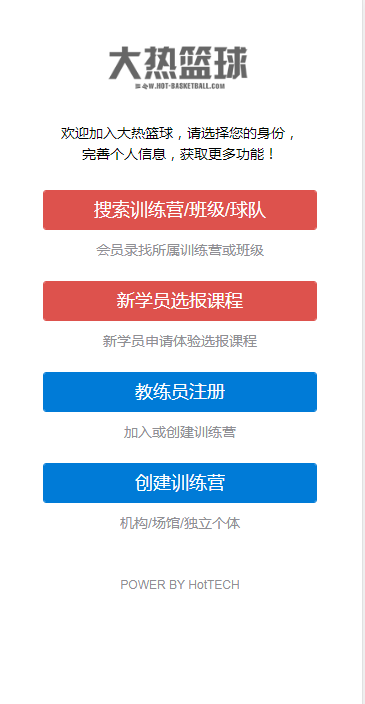 大热篮球
W.HOT-BASKETBALL.COM
欢迎加入大热篮球，请选择您的身份，
完善个人信息，获取更多功能！
搜索训练营/班级/球队
会员录找所属训练营或班级
新学员选报课程
新学员申请体验选报课程
教练员注册
加入或创建训练营
创建训练营
机构/场馆/独立个体
POWER BY HotTECH